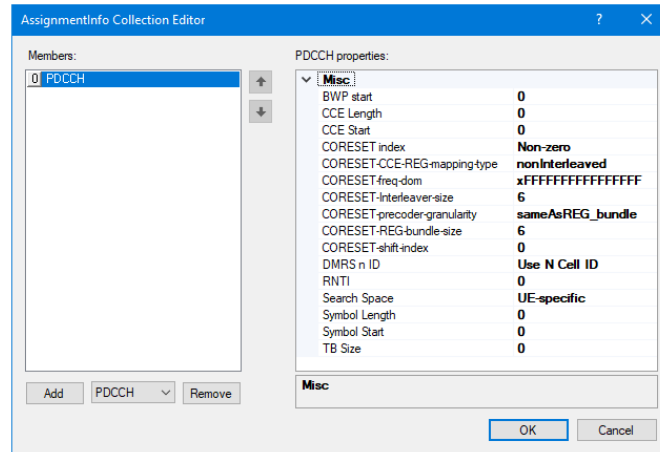 AssignmentInfo Collection Editor ? ×
Members:
0 PDCCH
Add PDCCH Remove
PDCCH properties:
Misc
BWP start 0
CCE Length 0
CCE Start 0
CORESET index Non-zero
CORESET-CCE-REG-mapping-type nonInterleaved
CORESET-freq-dom xFFFFFFFFFFFFFFFF
CORESET-Interleaver-size 6
CORESET-precoder-granularity sameAsREG_bundle
CORESET-REG-bundle-size 6
CORESET-shift-index 0
DMRS n ID Use N Cell ID
RNTI 0
Search Space UE-specific
Symbol Length 0
Symbol Start 0
TB Size 0
Misc
OK Cancel